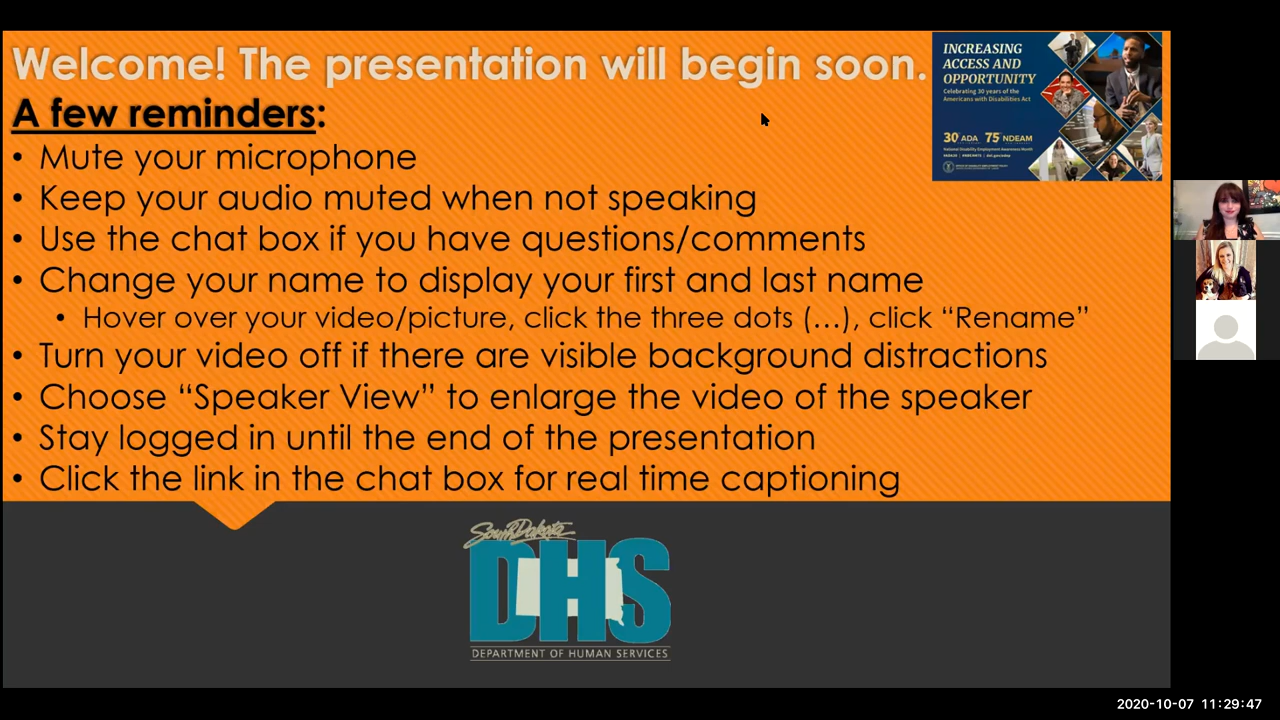 Welcome! The presentation will begin soon.
A few reminders:
• Mute your microphone
• Keep your audio muted when not speaking
• Use the chat box if you have questions/comments
• Change your name to display your first and last name
• Hover over your video/picture, click the three dots (…), click “Rename”
• Turn your video off if there are visible background distractions
• Choose “Speaker View” to enlarge the video of the speaker
• Stay logged in until the end of the presentation
• Click the link in the chat box for real time captioning
INCREASING
ACCESS AND
OPPORTUNITY
Celebrating 30 years of the
Americans with Disabilities Act
30 ADA 75 NDEAM
National Disability Employment Awareness Month
South Dakota
DHS
DEPARTMENT OF HUMAN SERVICES
2020-10-07 11:29:47